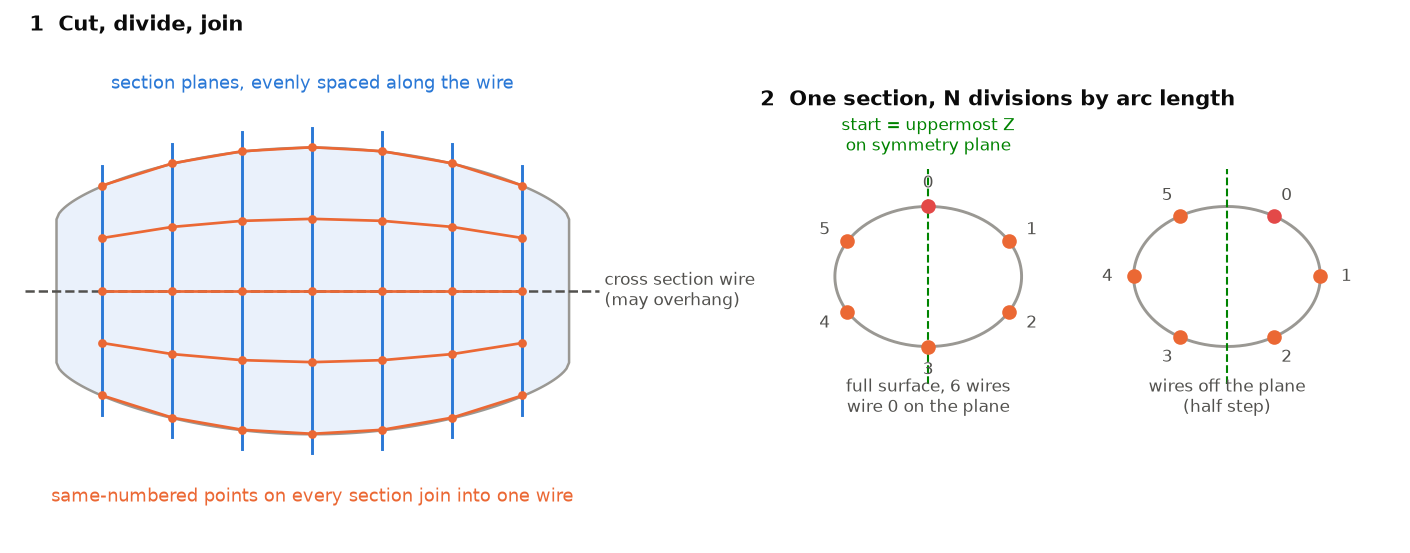 1 Cut, divide, join
section planes, evenly spaced along the wire
cross section wire
(may overhang)
same-numbered points on every section join into one wire
2 One section, N divisions by arc length
start = uppermost Z
on symmetry plane
0
1
2
3
4
5
full surface, 6 wires
wire 0 on the plane
0
1
2
3
4
5
wires off the plane
(half step)